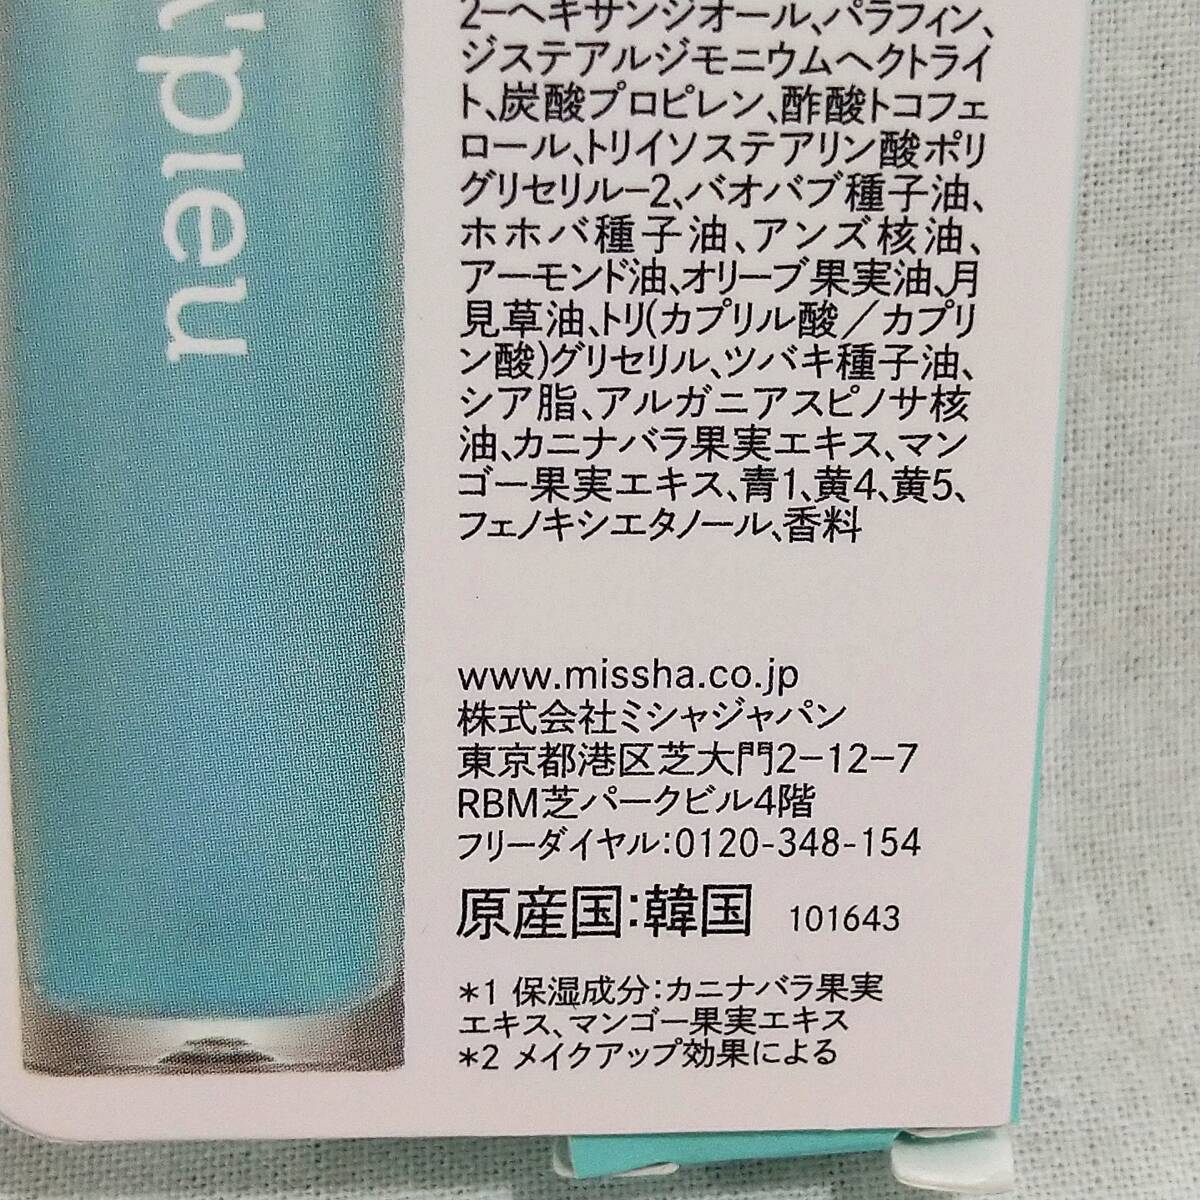 A'pieu
2-ヘキサンジオール、パラフィン、
ジステアルジモニウムヘクトライ
ト、炭酸プロピレン、酢酸トコフェ
ロール、トリイソステアリン酸ポリ
グリセリル-2、バオバブ種子油、
ホホバ種子油、アンズ核油、
アーモンド油、オリーブ果実油、月
見草油、トリ(カプリル酸／カプリ
ン酸)グリセリル、ツバキ種子油、
シア脂、アルガニアスピノサ核
油、カニナバラ果実エキス、マン
ゴー果実エキス、青1、黄4、黄5、
フェノキシエタノール、香料
www.missha.co.jp
株式会社ミシャジャパン
東京都港区芝大門2-12-7
RBM芝パークビル4階
フリーダイヤル:0120-348-154
原産国:韓国 101643
*1 保湿成分:カニナバラ果実
エキス、マンゴー果実エキス
*2 メイクアップ効果による